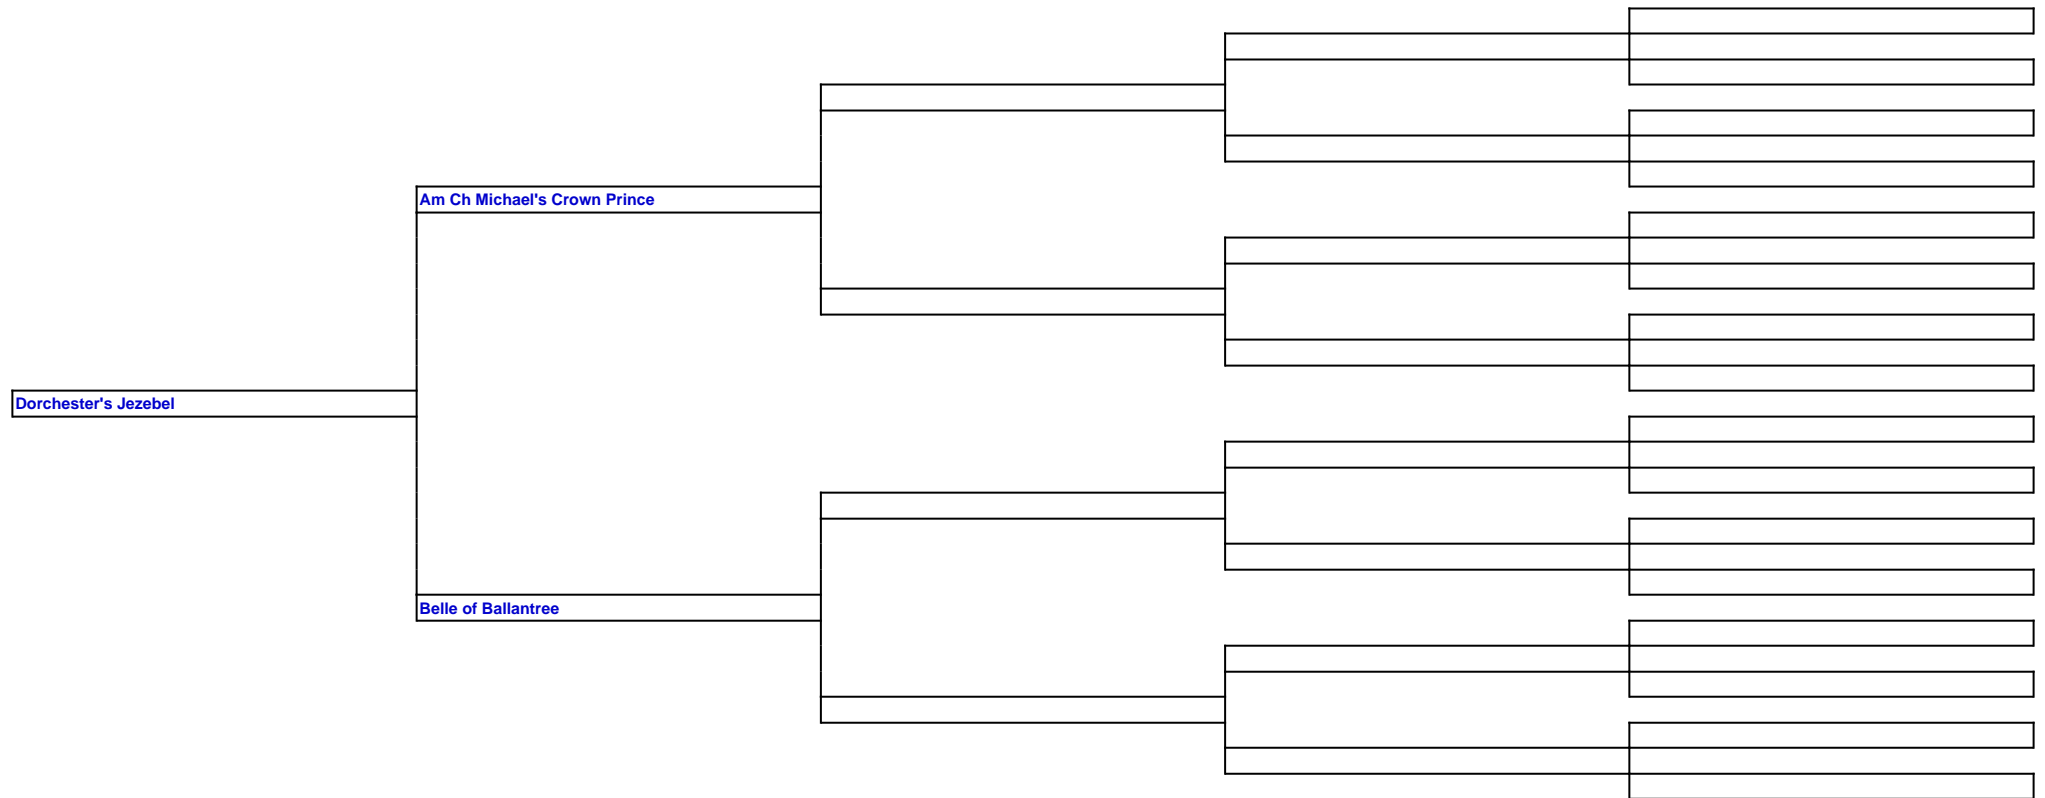 Am Ch Michael's Crown Prince
Dorchester's Jezebel
Belle of Ballantree